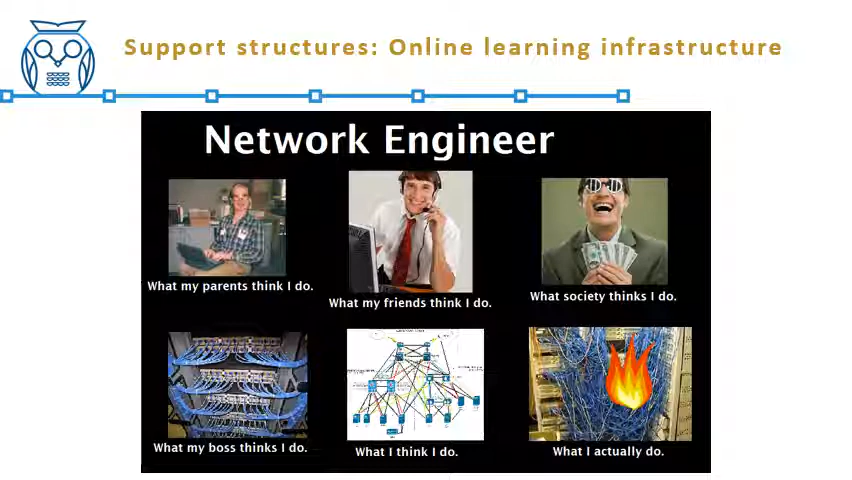 Support structures: Online learning infrastructure
Network Engineer
What my parents think I do.
What my friends think I do.
What society thinks I do.
What my boss thinks I do.
What I think I do.
What I actually do.